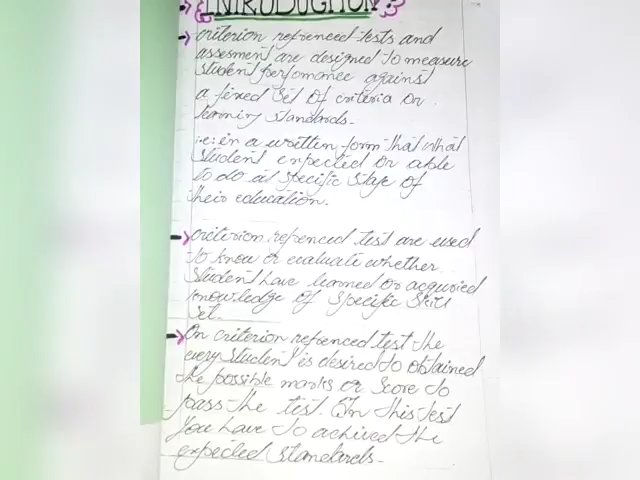 INTRODUCTION
criterion refrenced tests and
assesment are designed to measure
student perfomance against
a fixed set of criteria or
learning standards.
i.e: in a written form that what
student expected or able
to do at specific stage of
their education.
criterion refrenced test are used
to know or evaluate whether
student have learned or acquried
knowledge of specific skill
set.
On criterion refrenced test the
every student is desired to obtained
the possible marks or score to
pass the test. In this test
you have to achived the
expected standards.